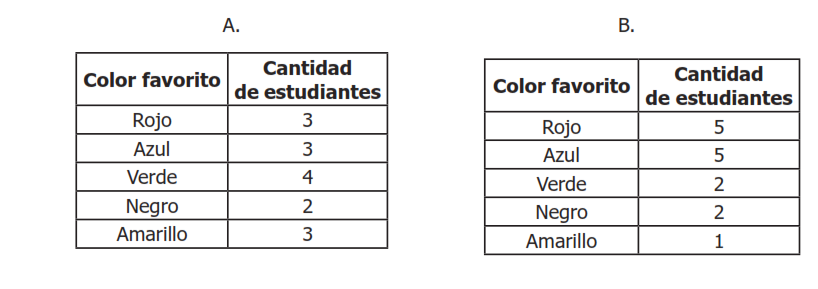 A.
Color favorito Cantidad
de estudiantes
Rojo 3
Azul 3
Verde 4
Negro 2
Amarillo 3
B.
Color favorito Cantidad
de estudiantes
Rojo 5
Azul 5
Verde 2
Negro 2
Amarillo 1